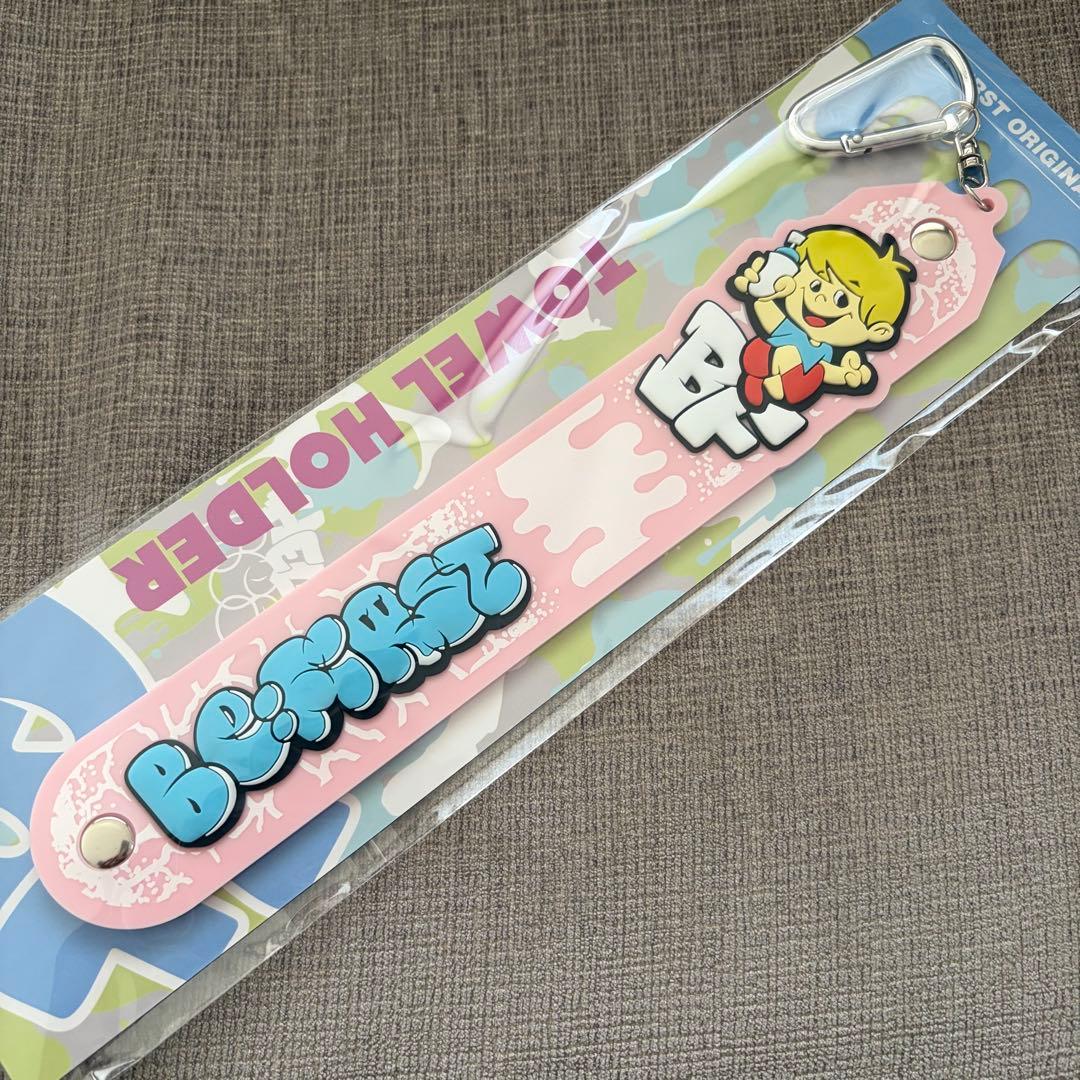 RST ORIGINA
TOWEL HOLDER
BF
BE:FIRST